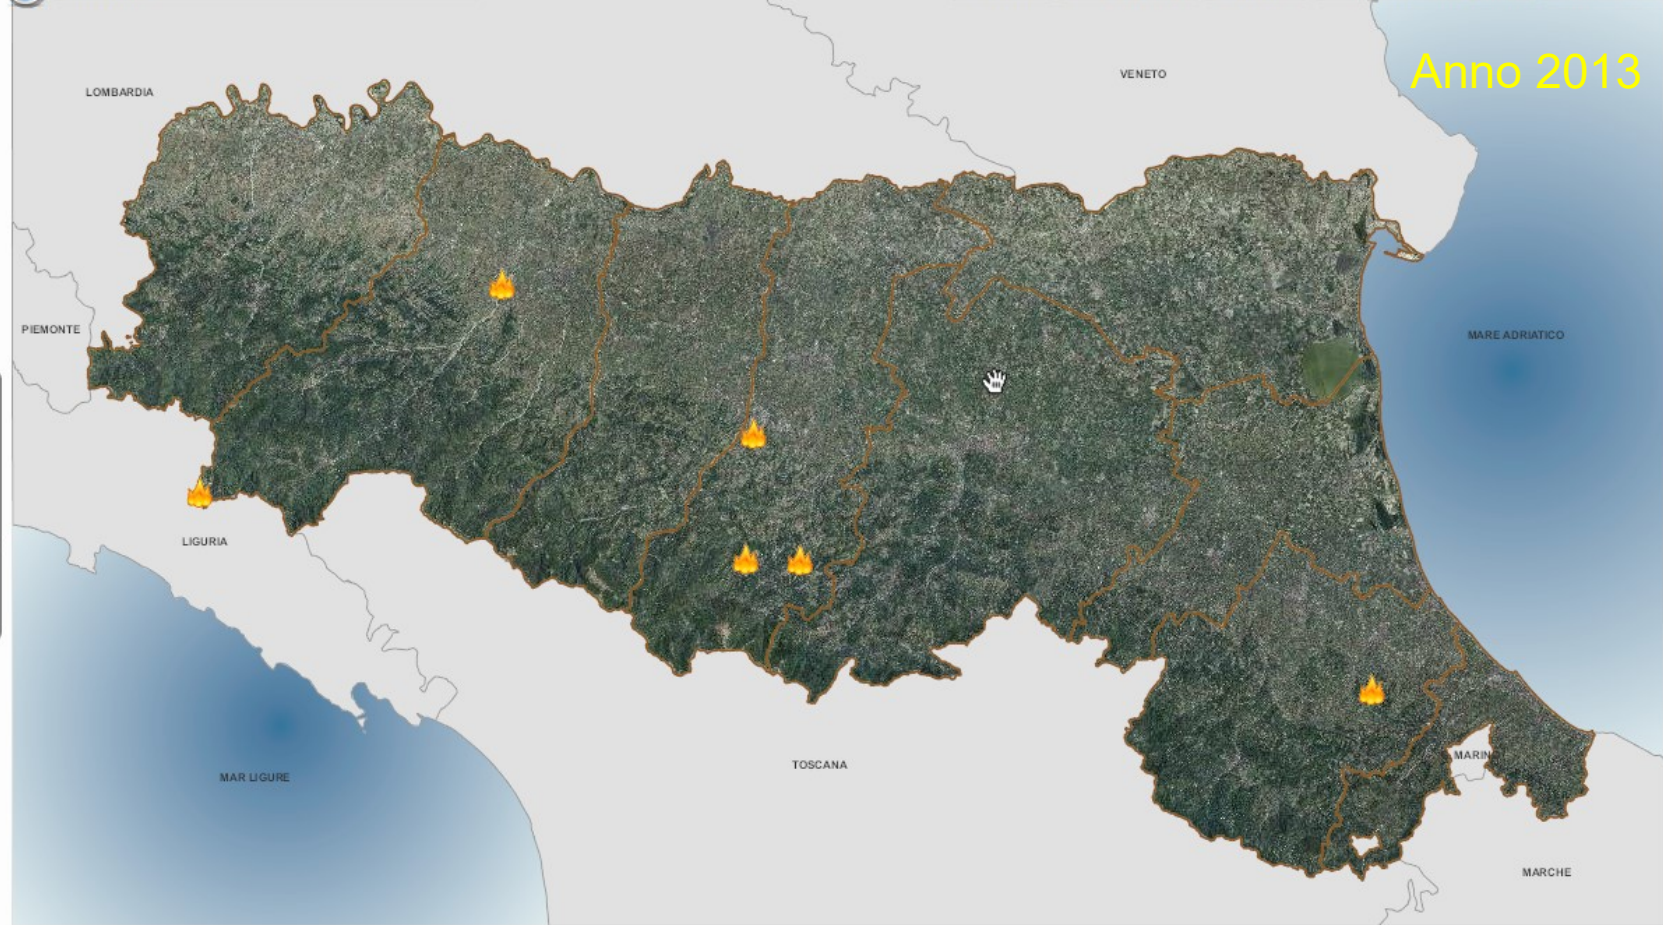 Anno 2013
VENETO
LOMBARDIA
PIEMONTE
MARE ADRIATICO
LIGURIA
MARIN
TOSCANA
MAR LIGURE
MARCHE